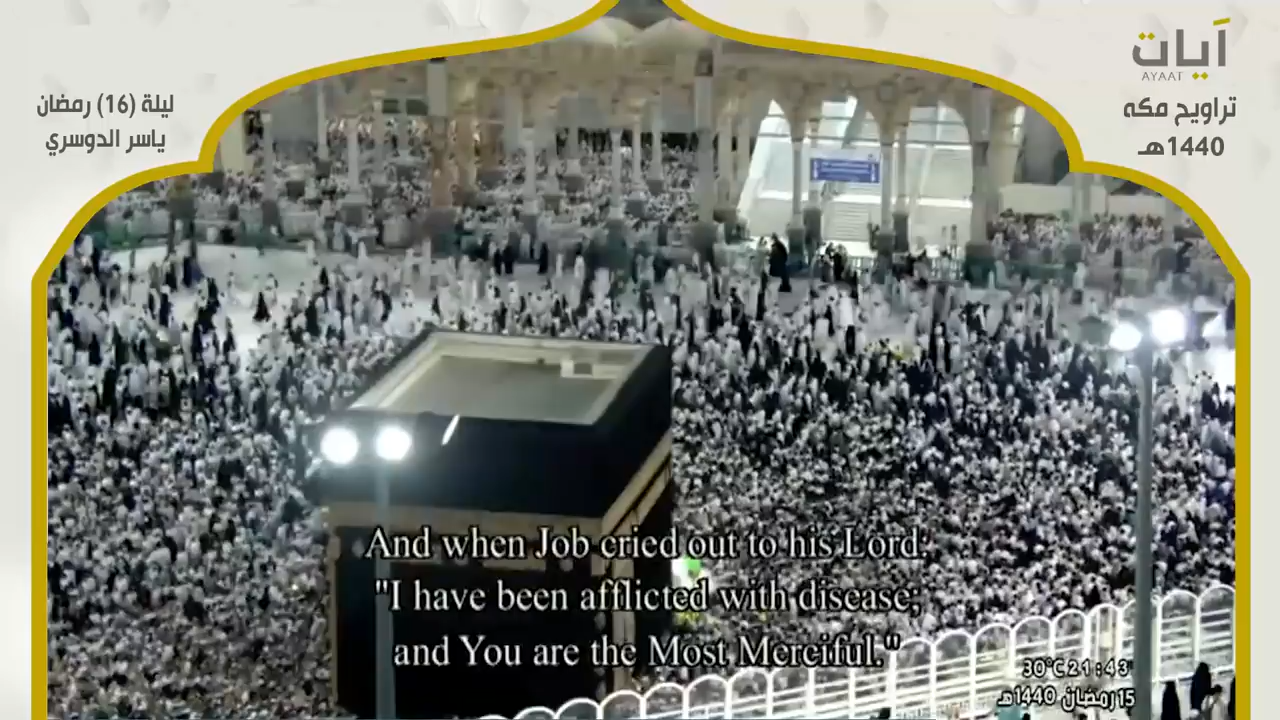 آيات
AYAAT
تراويح مكه
1440هـ
ليلة (16) رمضان
ياسر الدوسري
And when Job cried out to his Lord:
"I have been afflicted with disease;
and You are the Most Merciful."
30°C 21:43
15 رمضان 1440هـ